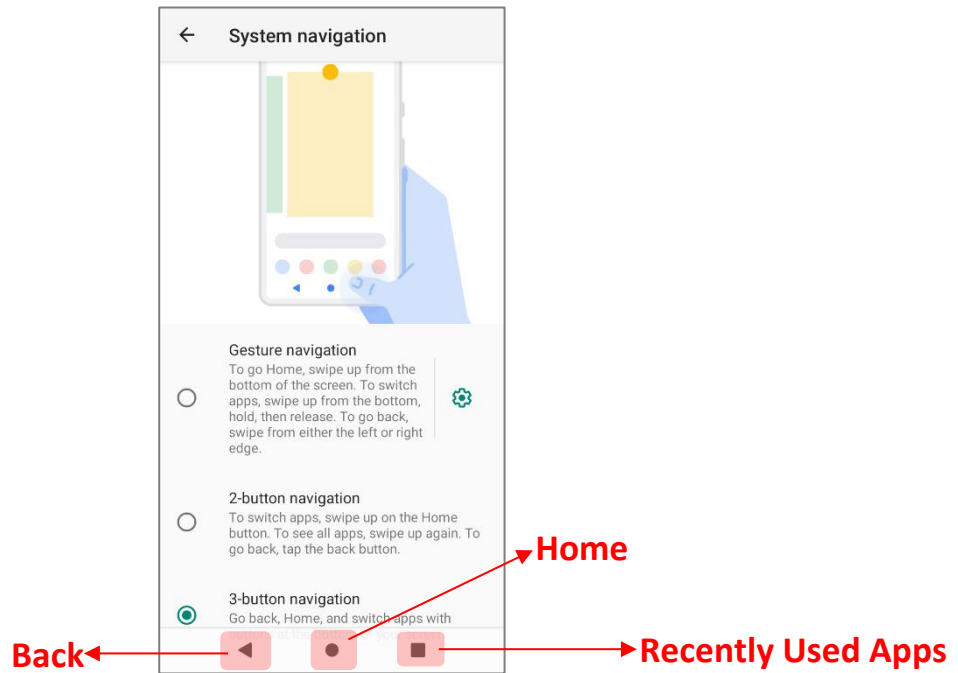 System navigation
Gesture navigation
To go Home, swipe up from the
bottom of the screen. To switch
apps, swipe up from the bottom,
hold, then release. To go back,
swipe from either the left or right
edge.
2-button navigation
To switch apps, swipe up on the Home
button. To see all apps, swipe up again. To
go back, tap the back button.
Home
3-button navigation
Go back, Home, and switch apps with
Back
Recently Used Apps